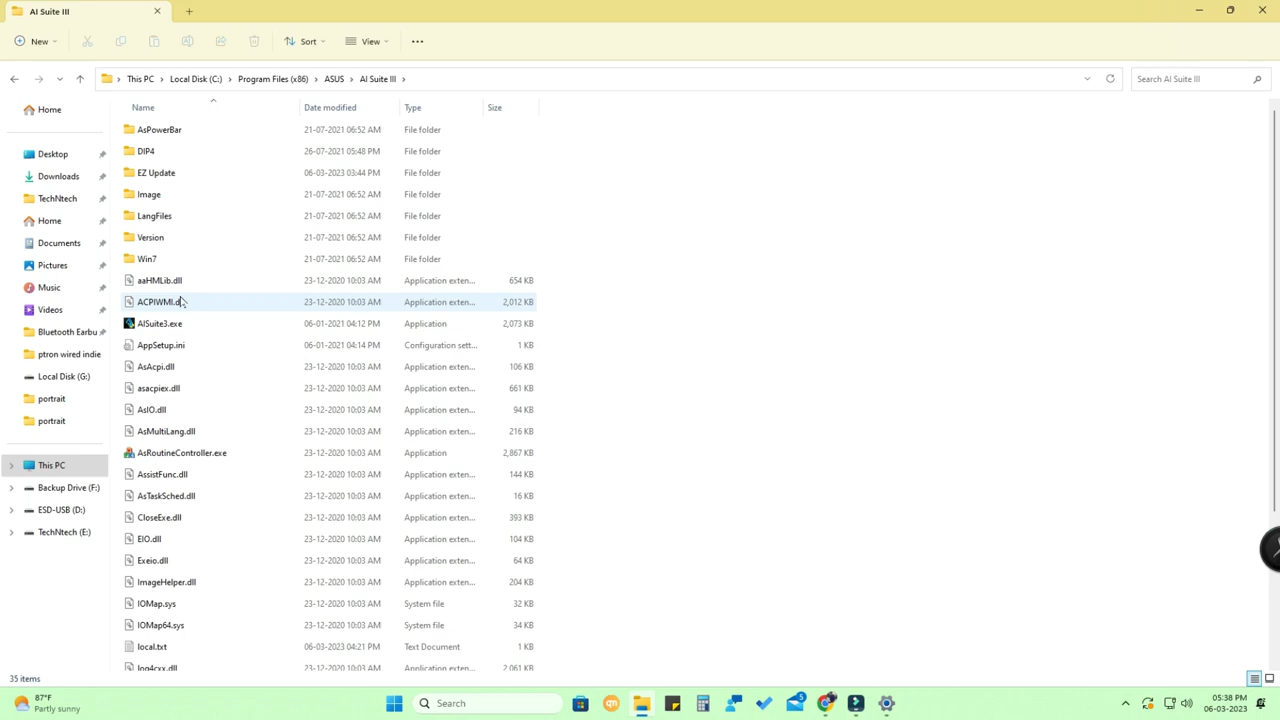 AI Suite III
New Sort View
This PC Local Disk (C:) Program Files (x86) ASUS AI Suite III Search AI Suite III
Home
Desktop
Downloads
TechNtech
Home
Documents
Pictures
Music
Videos
Bluetooth Earbu
ptron wired indie
Local Disk (G:)
portrait
portrait
This PC
Backup Drive (F:)
ESD-USB (D:)
TechNtech (E:)
Name Date modified Type Size
AsPowerBar 21-07-2021 06:52 AM File folder
DIP4 26-07-2021 05:48 PM File folder
EZ Update 06-03-2023 03:44 PM File folder
Image 21-07-2021 06:52 AM File folder
LangFiles 21-07-2021 06:52 AM File folder
Version 21-07-2021 06:52 AM File folder
Win7 21-07-2021 06:52 AM File folder
aaHMLib.dll 23-12-2020 10:03 AM Application exten... 654 KB
ACPIWMI.d 23-12-2020 10:03 AM Application exten... 2,012 KB
AISuite3.exe 06-01-2021 04:12 PM Application 2,073 KB
AppSetup.ini 06-01-2021 04:14 PM Configuration sett... 1 KB
AsAcpi.dll 23-12-2020 10:03 AM Application exten... 106 KB
asacpiex.dll 23-12-2020 10:03 AM Application exten... 661 KB
AsIO.dll 23-12-2020 10:03 AM Application exten... 94 KB
AsMultiLang.dll 23-12-2020 10:03 AM Application exten... 216 KB
AsRoutineController.exe 23-12-2020 10:03 AM Application 2,867 KB
AssistFunc.dll 23-12-2020 10:03 AM Application exten... 144 KB
AsTaskSched.dll 23-12-2020 10:03 AM Application exten... 16 KB
CloseExe.dll 23-12-2020 10:03 AM Application exten... 393 KB
EIO.dll 23-12-2020 10:03 AM Application exten... 104 KB
Exeio.dll 23-12-2020 10:03 AM Application exten... 64 KB
ImageHelper.dll 23-12-2020 10:03 AM Application exten... 204 KB
IOMap.sys 23-12-2020 10:03 AM System file 32 KB
IOMap64.sys 23-12-2020 10:03 AM System file 34 KB
local.txt 06-03-2023 04:21 PM Text Document 1 KB
log4cxx.dll 23-12-2020 10:03 AM Application exten... 2,061 KB
35 items
87°F
Partly sunny
Search
5
05:38 PM
06-03-2023